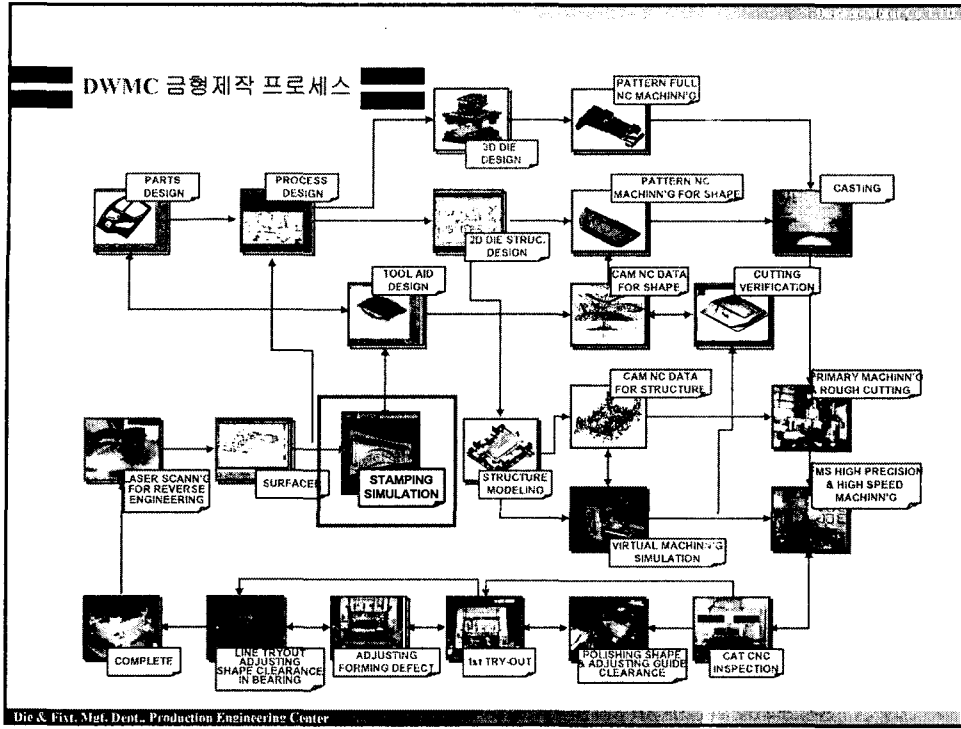 DWMC 금형제작 프로세스
PATTERN FULL
NC MACHINN'G
3D DIE
DESIGN
PARTS
DESIGN
PROCESS
DESIGN
PATTERN NC
MACHINN'G FOR SHAPE
CASTING
2D DIE STRUC.
DESIGN
TOOL AID
DESIGN
CAM NC DATA
FOR SHAPE
CUTTING
VERIFICATION
CAM NC DATA
FOR STRUCTURE
PRIMARY MACHINN'G
ROUGH CUTTING
LASER SCANN'G
FOR REVERSE
ENGINEERING
SURFACE
STAMPING
SIMULATION
STRUCTURE
MODELING
FMS HIGH PRECISION
& HIGH SPEED
MACHINN'G
VIRTUAL MACHINN'G
SIMULATION
COMPLETE
LINE TRYOUT
ADJUSTING
SHAPE CLEARANCE
IN BEARING
ADJUSTING
FORMING DEFECT
1st TRY-OUT
POLISHING SHAPE
& ADJUSTING GUIDE
CLEARANCE
CAT CNC
INSPECTION
Die & Fixt. Mgt. Dept., Production Engineering Center